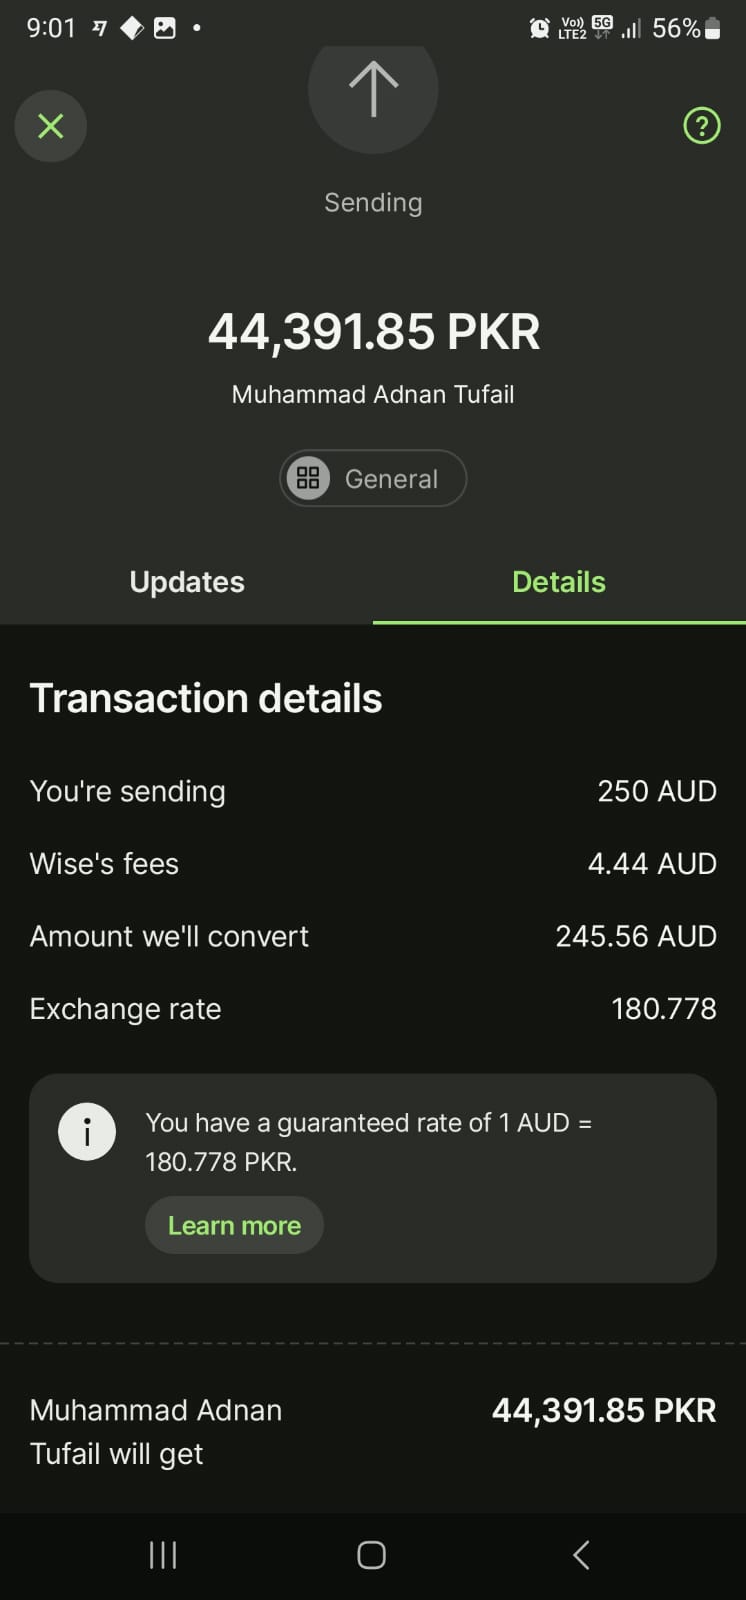 9:01
Vo)) LTE2 5G 56%
Sending
44,391.85 PKR
Muhammad Adnan Tufail
General
Updates Details
Transaction details
You're sending 250 AUD
Wise's fees 4.44 AUD
Amount we'll convert 245.56 AUD
Exchange rate 180.778
You have a guaranteed rate of 1 AUD =
180.778 PKR.
Learn more
Muhammad Adnan 44,391.85 PKR
Tufail will get